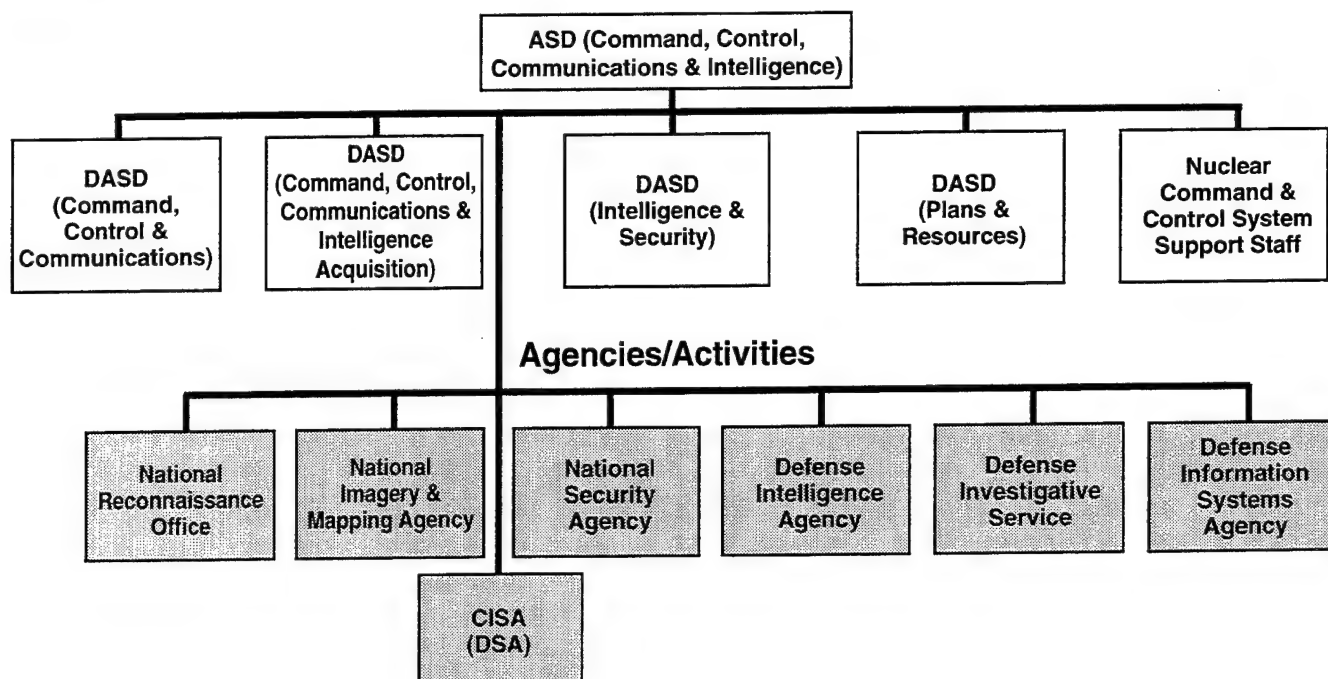 ASD (Command, Control,
Communications & Intelligence)
DASD
(Command,
Control &
Communications)
DASD
(Command, Control,
Communications &
Intelligence
Acquisition)
DASD
(Intelligence &
Security)
DASD
(Plans &
Resources)
Nuclear
Command &
Control System
Support Staff
Agencies/Activities
National
Reconnaissance
Office
National
Imagery &
Mapping Agency
National
Security
Agency
Defense
Intelligence
Agency
Defense
Investigative
Service
Defense
Information
Systems
Agency
CISA
(DSA)